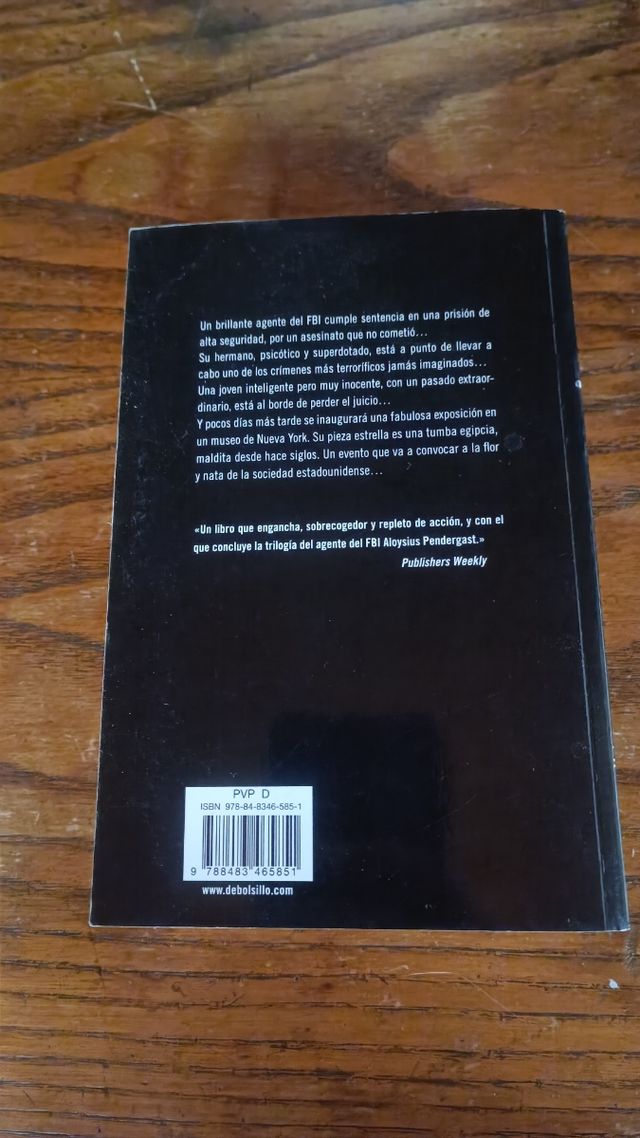 Un brillante agente del FBI cumple sentencia en una prisión de
alta seguridad, por un asesinato que no cometió...
Su hermano, psicótico y superdotado, está a punto de llevar a
cabo uno de los crímenes más terroríficos jamás imaginados...
Una joven inteligente pero muy inocente, con un pasado extraor-
dinario, está al borde de perder el juicio...
Y pocos días más tarde se inaugurará una fabulosa exposición en
un museo de Nueva York. Su pieza estrella es una tumba egipcia,
maldita desde hace siglos. Un evento que va a convocar a la flor
y nata de la sociedad estadounidense...
«Un libro que engancha, sobrecogedor y repleto de acción, y con el
que concluye la trilogía del agente del FBI Aloysius Pendergast.»
Publishers Weekly
PVP D
ISBN 978-84-8346-585-1
9 788483 465851
www.debolsillo.com